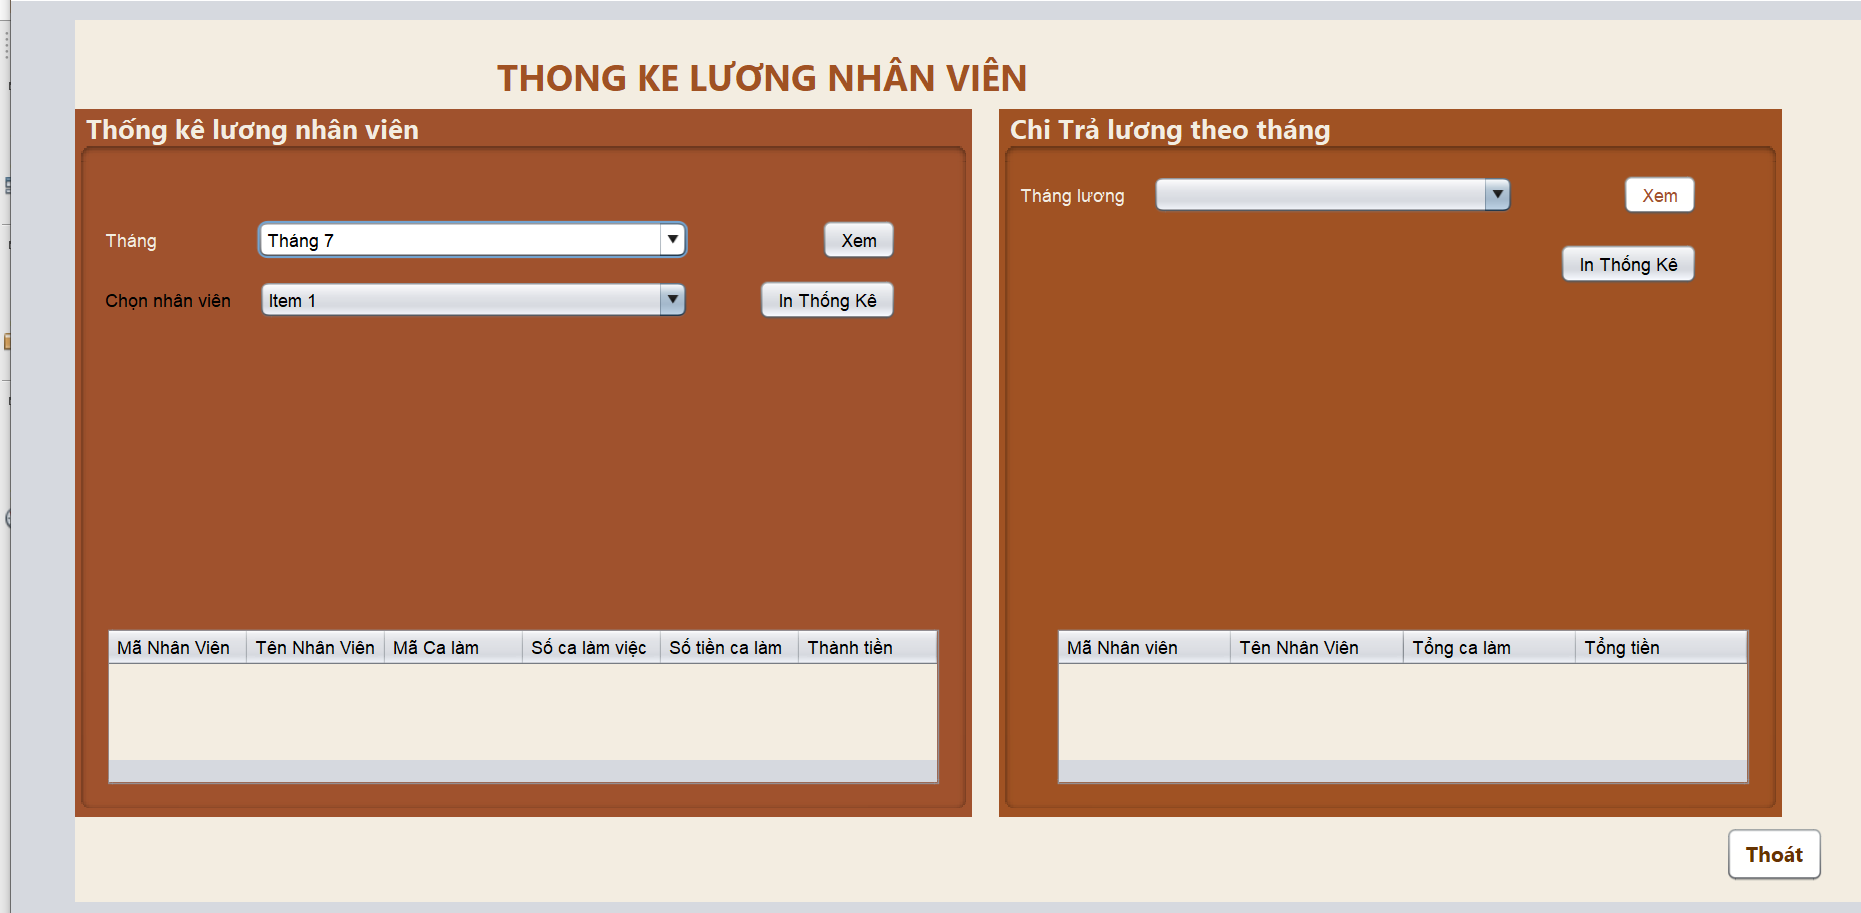 THONG KE LƯƠNG NHÂN VIÊN
Thống kê lương nhân viên
Tháng
Tháng 7
Xem
Chọn nhân viên
Item 1
In Thống Kê
Mã Nhân Viên Tên Nhân Viên Mã Ca làm Số ca làm việc Số tiền ca làm Thành tiền
Chi Trả lương theo tháng
Tháng lương
Xem
In Thống Kê
Mã Nhân viên Tên Nhân Viên Tổng ca làm Tổng tiền
Thoát